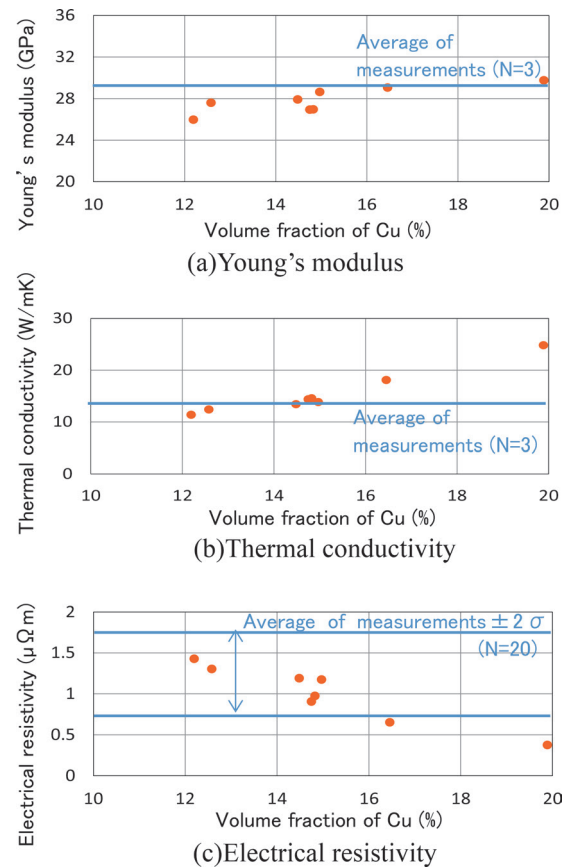 36
32
28
24
20
Young's modulus (GPa)
Average of
measurements (N=3)
10 12 14 16 18 20
Volume fraction of Cu (%)
(a)Young's modulus
30
20
10
0
Thermal conductivity (W/mK)
Average of
measurements (N=3)
10 12 14 16 18 20
Volume fraction of Cu (%)
(b)Thermal conductivity
2
1.5
1
0.5
0
Electrical resistivity (μΩm)
Average of measurements ±2σ
(N=20)
10 12 14 16 18 20
Volume fraction of Cu (%)
(c)Electrical resistivity